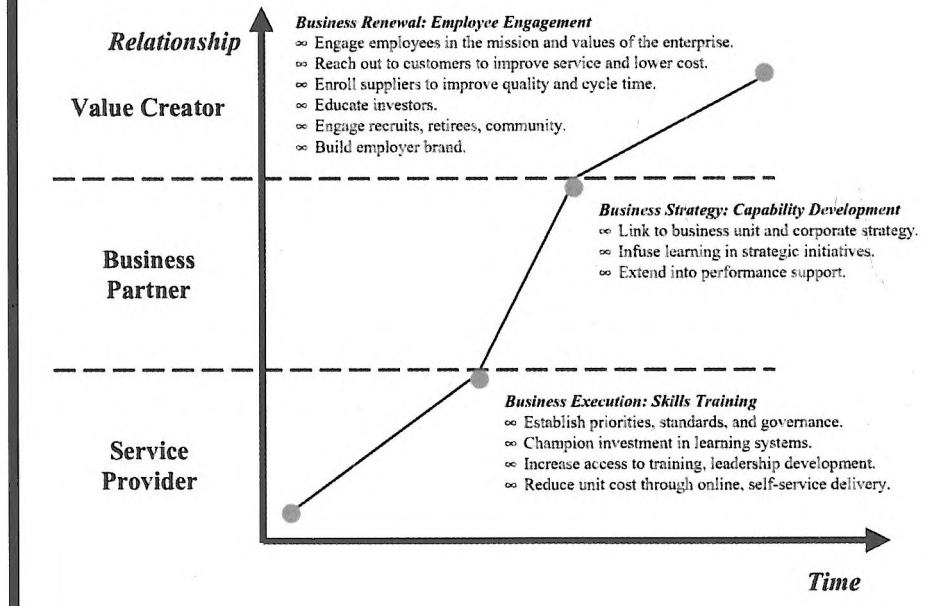 Relationship
Value Creator
Business Renewal: Employee Engagement
∞ Engage employees in the mission and values of the enterprise.
∞ Reach out to customers to improve service and lower cost.
∞ Enroll suppliers to improve quality and cycle time.
∞ Educate investors.
∞ Engage recruits, retirees, community.
∞ Build employer brand.
Business
Partner
Business Strategy: Capability Development
∞ Link to business unit and corporate strategy.
∞ Infuse learning in strategic initiatives.
∞ Extend into performance support.
Service
Provider
Business Execution: Skills Training
∞ Establish priorities, standards, and governance.
∞ Champion investment in learning systems.
∞ Increase access to training, leadership development.
∞ Reduce unit cost through online, self-service delivery.
Time